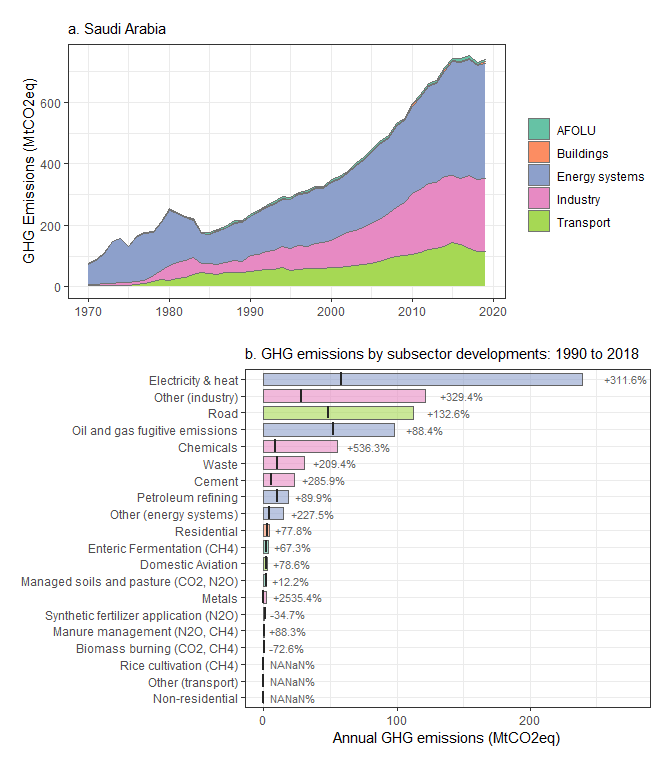 a. Saudi Arabia
GHG Emissions (MtCO2eq)
600
400
200
0
1970
1980
1990
2000
2010
2020
AFOLU
Buildings
Energy systems
Industry
Transport
b. GHG emissions by subsector developments: 1990 to 2018
Electricity & heat +311.6%
Other (industry) +329.4%
Road +132.6%
Oil and gas fugitive emissions +88.4%
Chemicals +536.3%
Waste +209.4%
Cement +285.9%
Petroleum refining +89.9%
Other (energy systems) +227.5%
Residential +77.8%
Enteric Fermentation (CH4) +67.3%
Domestic Aviation +78.6%
Managed soils and pasture (CO2, N2O) +12.2%
Metals +2535.4%
Synthetic fertilizer application (N2O) -34.7%
Manure management (N2O, CH4) +88.3%
Biomass burning (CO2, CH4) -72.6%
Rice cultivation (CH4) NANaN%
Other (transport) NANaN%
Non-residential NANaN%
0
100
200
Annual GHG emissions (MtCO2eq)